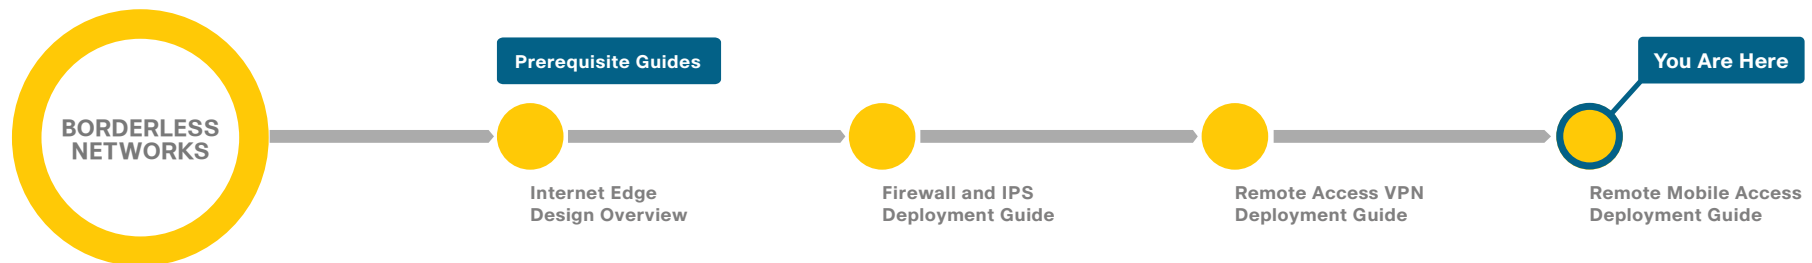 BORDERLESS
NETWORKS
Prerequisite Guides
You Are Here
Internet Edge
Design Overview
Firewall and IPS
Deployment Guide
Remote Access VPN
Deployment Guide
Remote Mobile Access
Deployment Guide